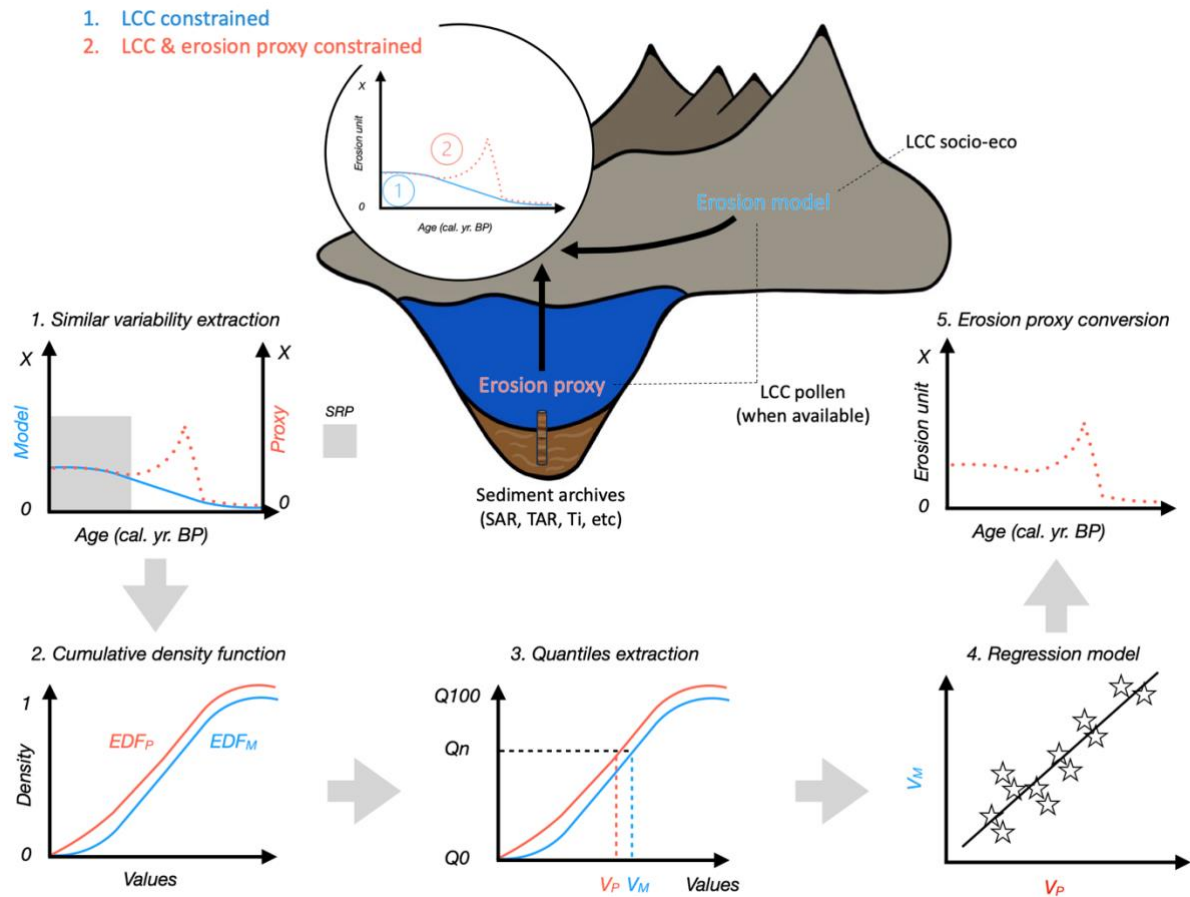 1. LCC constrained
2. LCC & erosion proxy constrained
X
Erosion unit
0
1
2
Age (cal. yr. BP)
LCC socio-eco
Erosion model
Erosion proxy
LCC pollen
(when available)
Sediment archives
(SAR, TAR, Ti, etc)
1. Similar variability extraction
X
X
Model
Proxy
0
0
Age (cal. yr. BP)
SRP
5. Erosion proxy conversion
X
Erosion unit
0
Age (cal. yr. BP)
2. Cumulative density function
1
Density
0
EDFP
EDFM
Values
3. Quantiles extraction
Q100
Qn
Q0
VP
VM
Values
4. Regression model
VM
VP